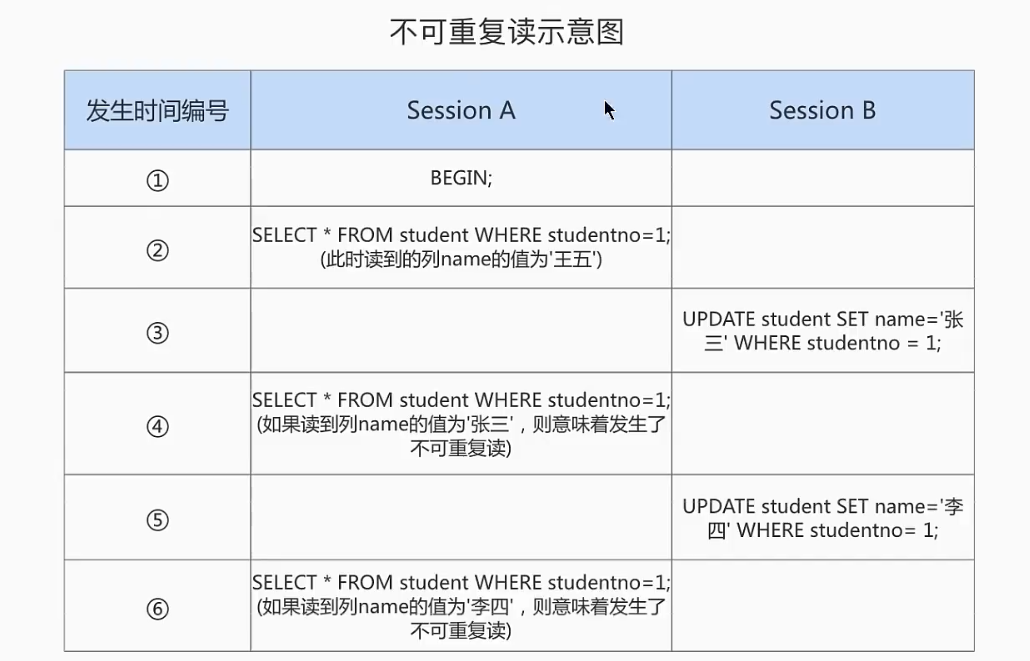 不可重复读示意图
发生时间编号
Session A
Session B
①
BEGIN;
②
SELECT * FROM student WHERE studentno=1;
(此时读到的列name的值为'王五')
③
UPDATE student SET name='张
三' WHERE studentno = 1;
④
SELECT * FROM student WHERE studentno=1;
(如果读到列name的值为'张三'，则意味着发生了
不可重复读)
⑤
UPDATE student SET name='李
四' WHERE studentno= 1;
⑥
SELECT * FROM student WHERE studentno=1;
(如果读到列name的值为'李四'，则意味着发生了
不可重复读)